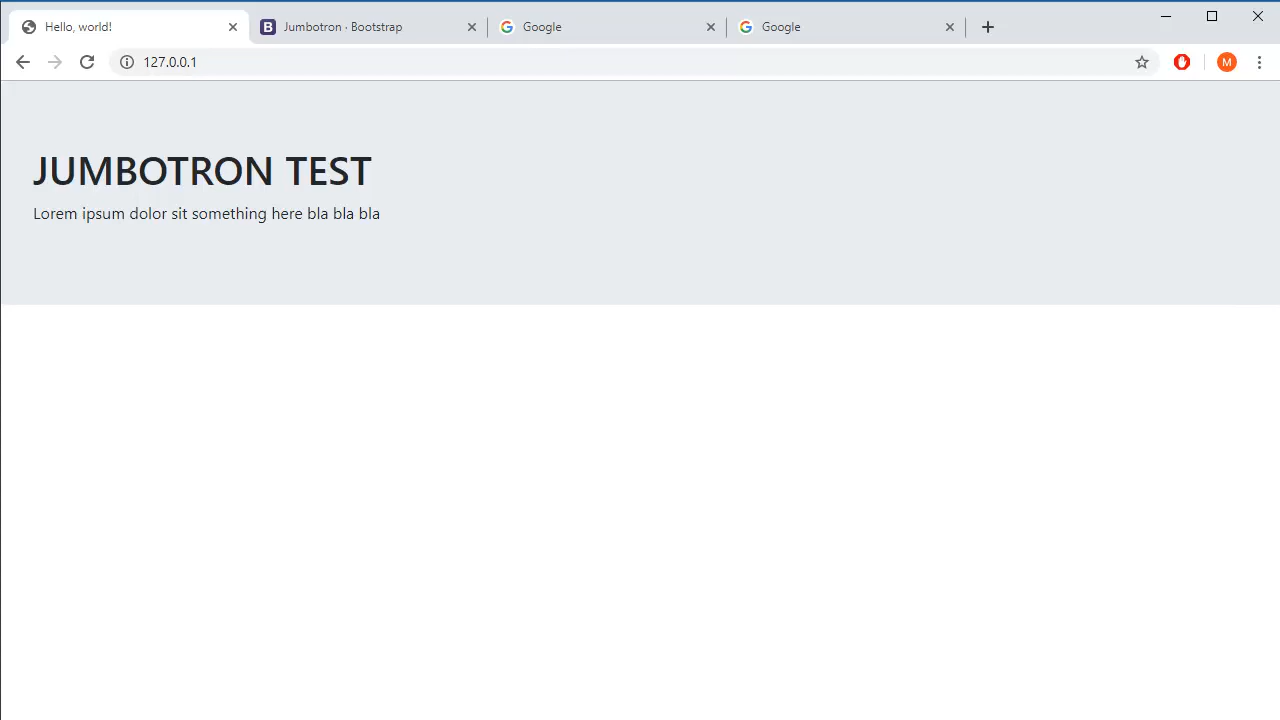 Hello, world!
Jumbotron · Bootstrap
Google
Google
127.0.0.1
M
JUMBOTRON TEST
Lorem ipsum dolor sit something here bla bla bla